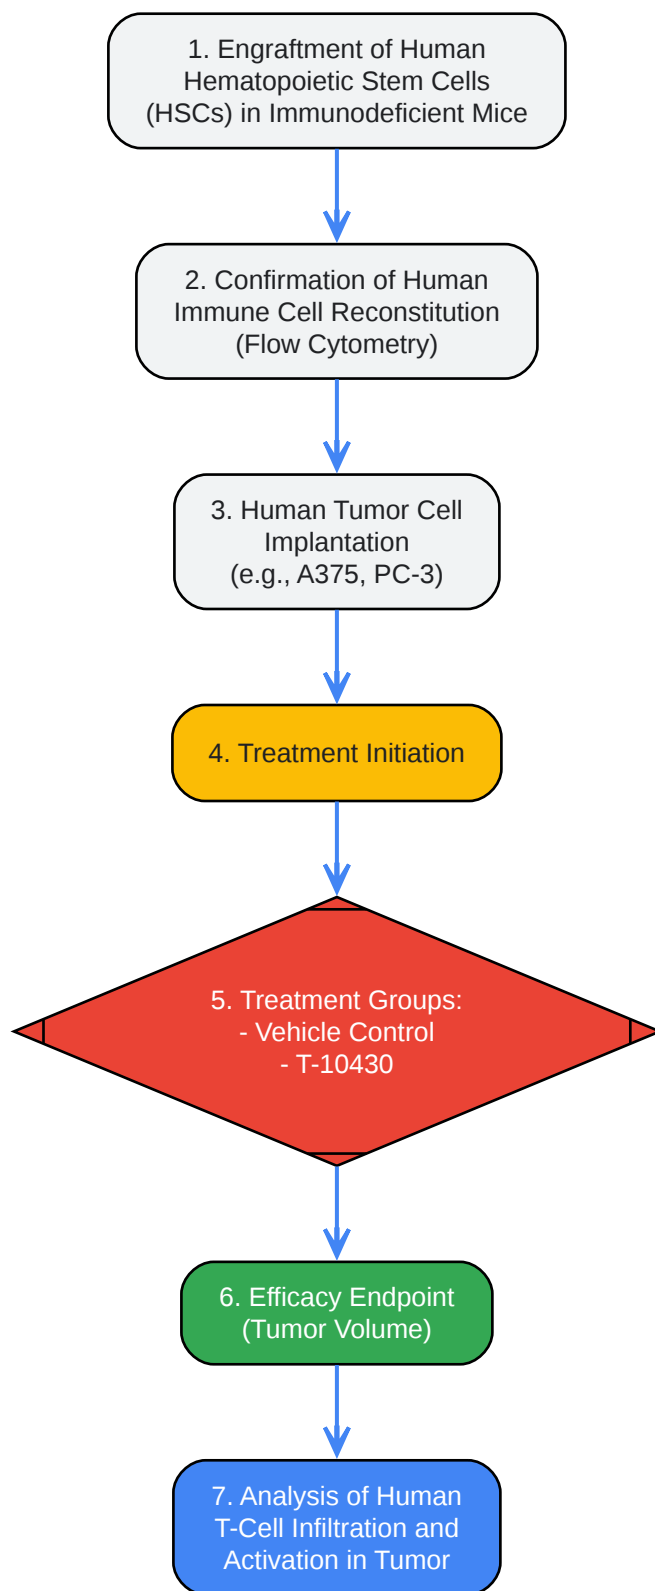 1. Engraftment of Human
Hematopoietic Stem Cells
(HSCs) in Immunodeficient Mice
2. Confirmation of Human
Immune Cell Reconstitution
(Flow Cytometry)
3. Human Tumor Cell
Implantation
(e.g., A375, PC-3)
4. Treatment Initiation
5. Treatment Groups:
- Vehicle Control
- T-10430
6. Efficacy Endpoint
(Tumor Volume)
7. Analysis of Human
T-Cell Infiltration and
Activation in Tumor